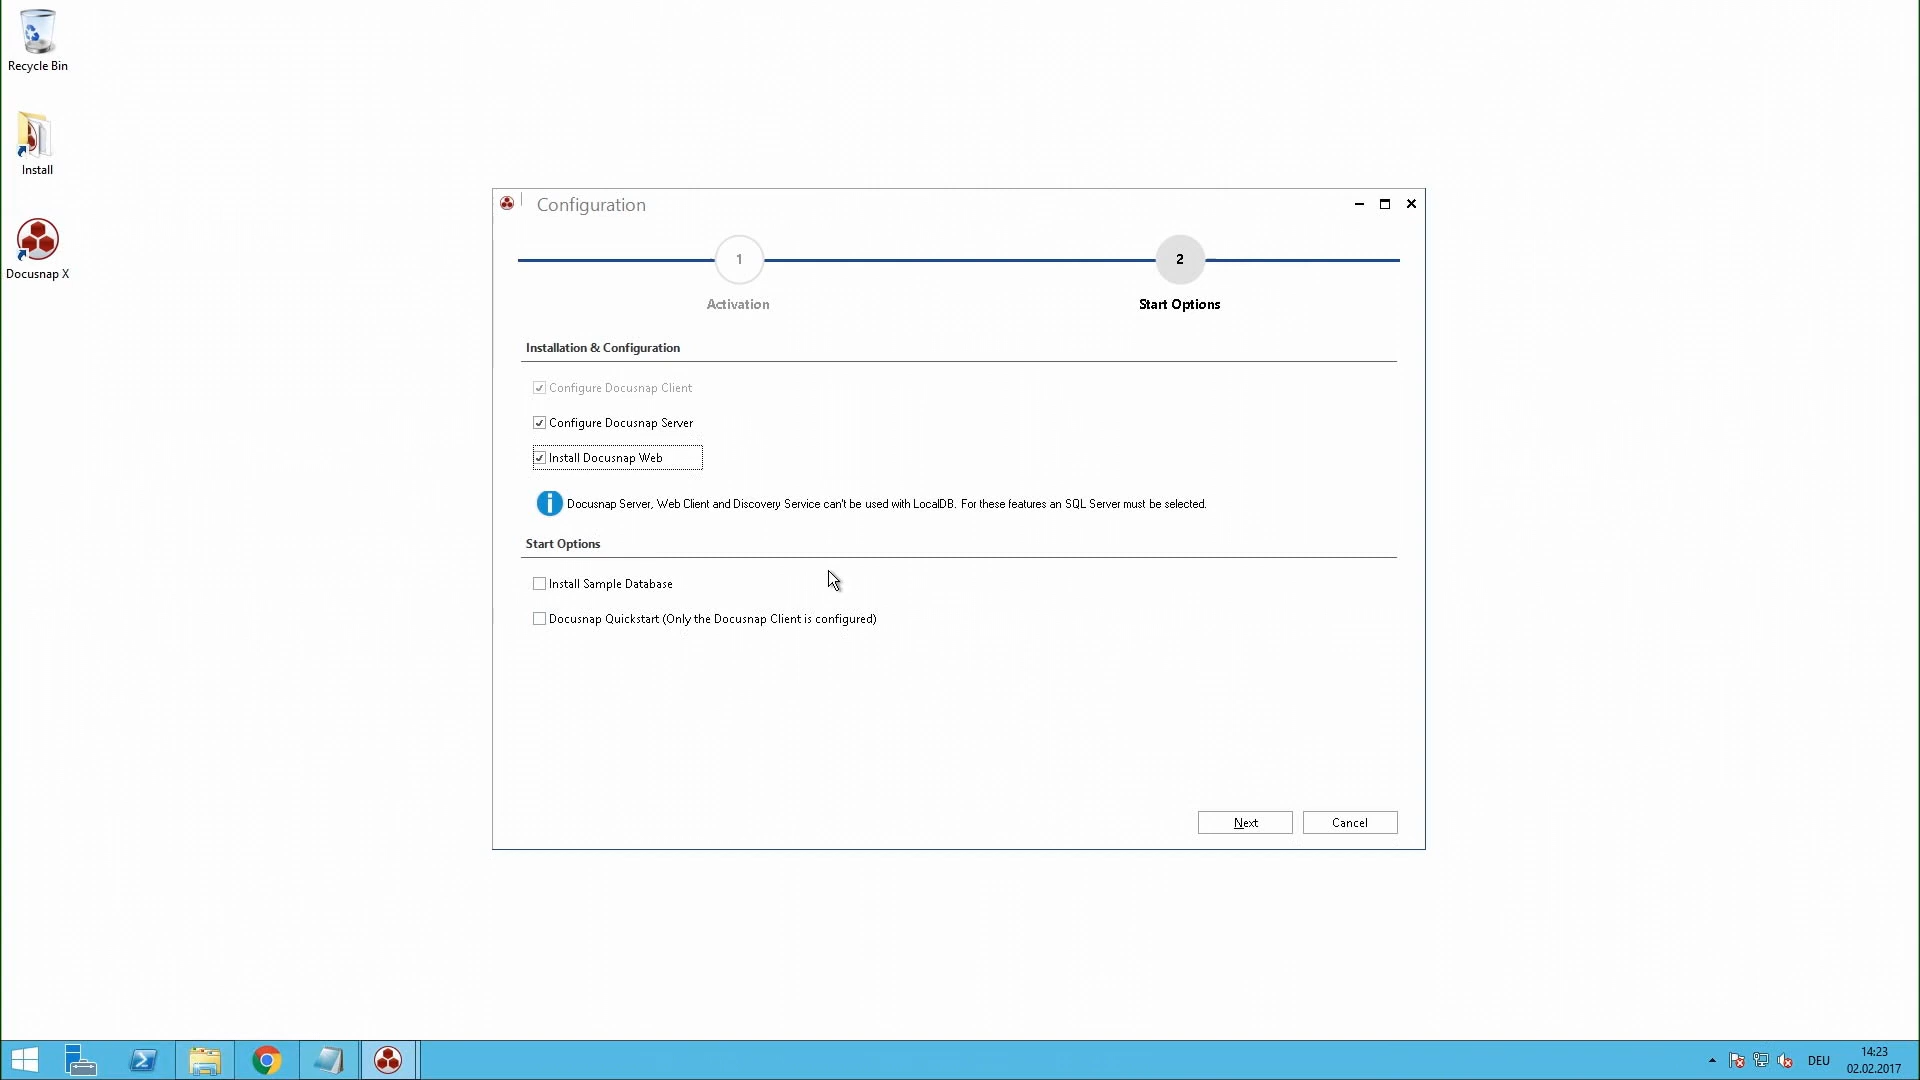 Recycle Bin
Install
Docusnap X
Configuration
1
2
Activation
Start Options
Installation & Configuration
Configure Docusnap Client
Configure Docusnap Server
Install Docusnap Web
Docusnap Server, Web Client and Discovery Service can't be used with LocalDB. For these features an SQL Server must be selected.
Start Options
Install Sample Database
Docusnap Quickstart (Only the Docusnap Client is configured)
Next
Cancel
DEU
14:23
02.02.2017